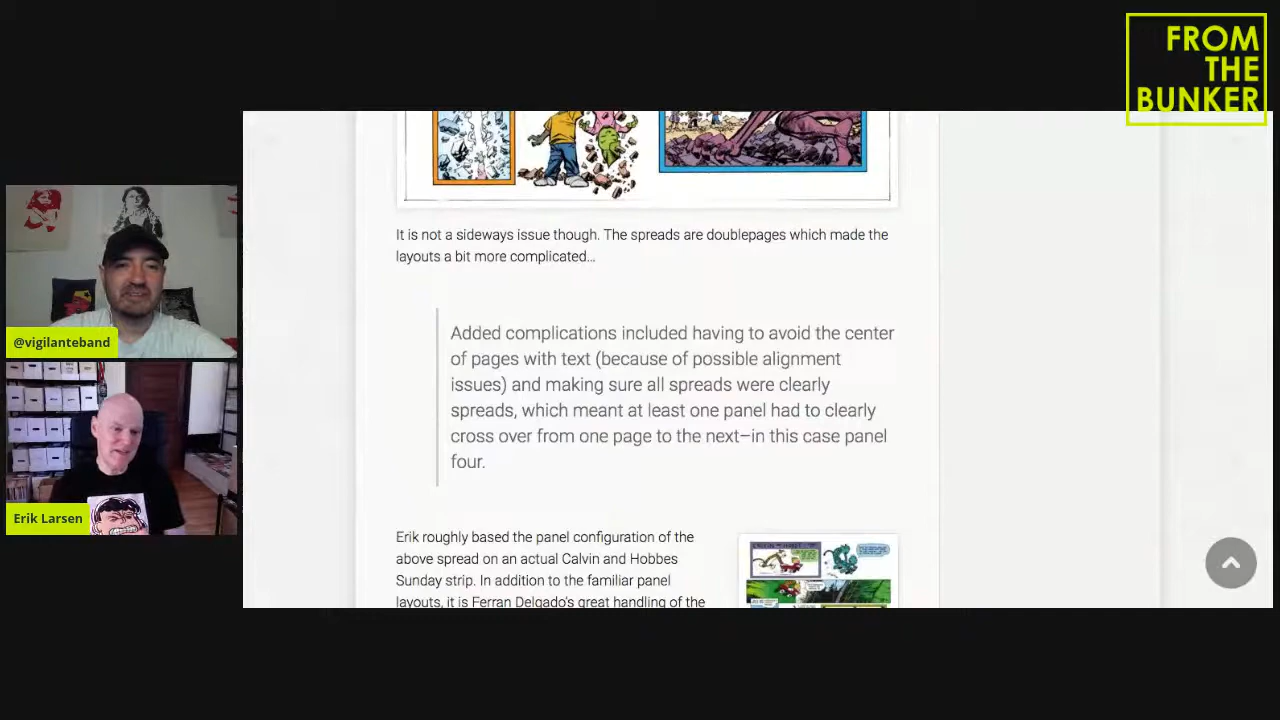 FROM
THE
BUNKER
It is not a sideways issue though. The spreads are doublepages which made the
layouts a bit more complicated...
Added complications included having to avoid the center
of pages with text (because of possible alignment
issues) and making sure all spreads were clearly
spreads, which meant at least one panel had to clearly
cross over from one page to the next–in this case panel
four.
@vigilanteband
Erik Larsen
Erik roughly based the panel configuration of the
above spread on an actual Calvin and Hobbes
Sunday strip. In addition to the familiar panel
layouts, it is Ferran Delgado's great handling of the